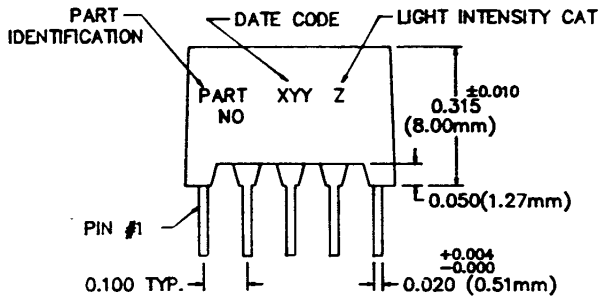 PART IDENTIFICATION
DATE CODE
LIGHT INTENSITY CAT
PART NO
XYY
Z
±0.010
0.315
(8.00mm)
0.050(1.27mm)
PIN #1
0.100 TYP.
+0.004
-0.000
0.020 (0.51mm)